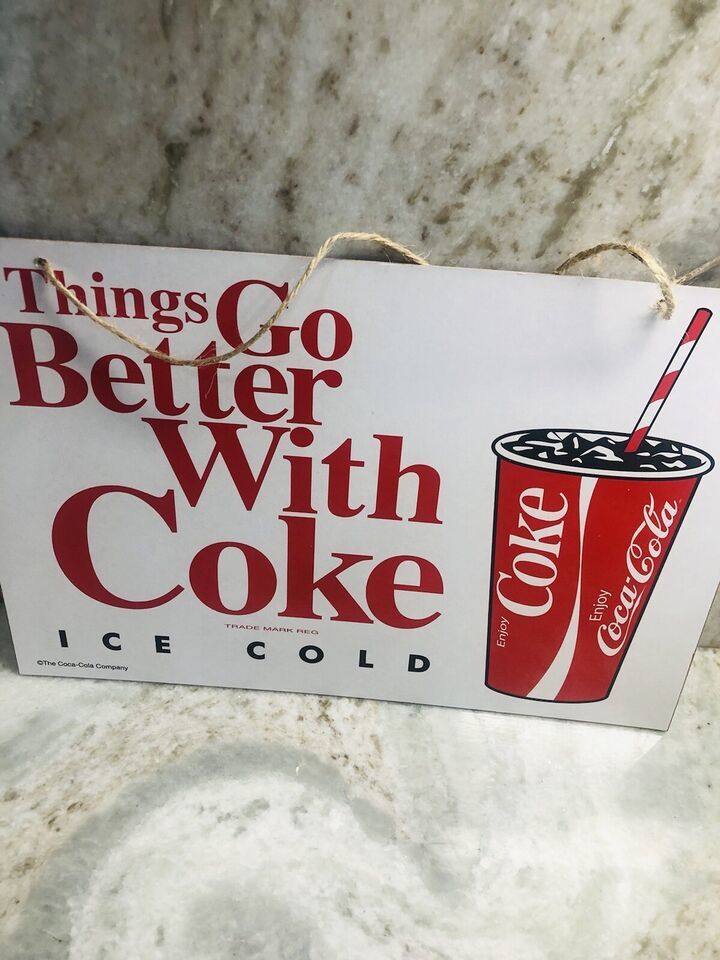 Things Go
Better
With
Coke
TRADE MARK REG
ICE COLD
©The Coca-Cola Company
Enjoy
Coke
Enjoy
Coca-Cola